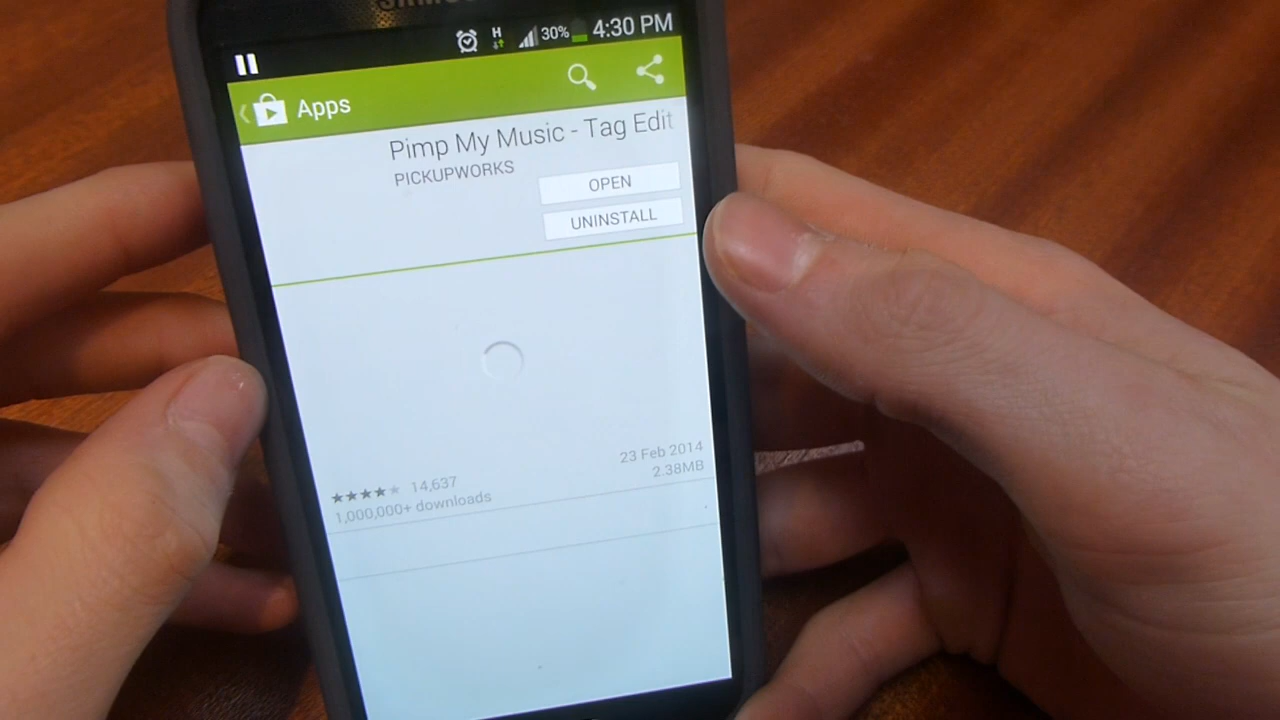 SAMSUNG
H 30% 4:30 PM
Apps
Pimp My Music - Tag Edit
PICKUPWORKS
OPEN
UNINSTALL
23 Feb 2014
14,637
2.38MB
1,000,000+ downloads